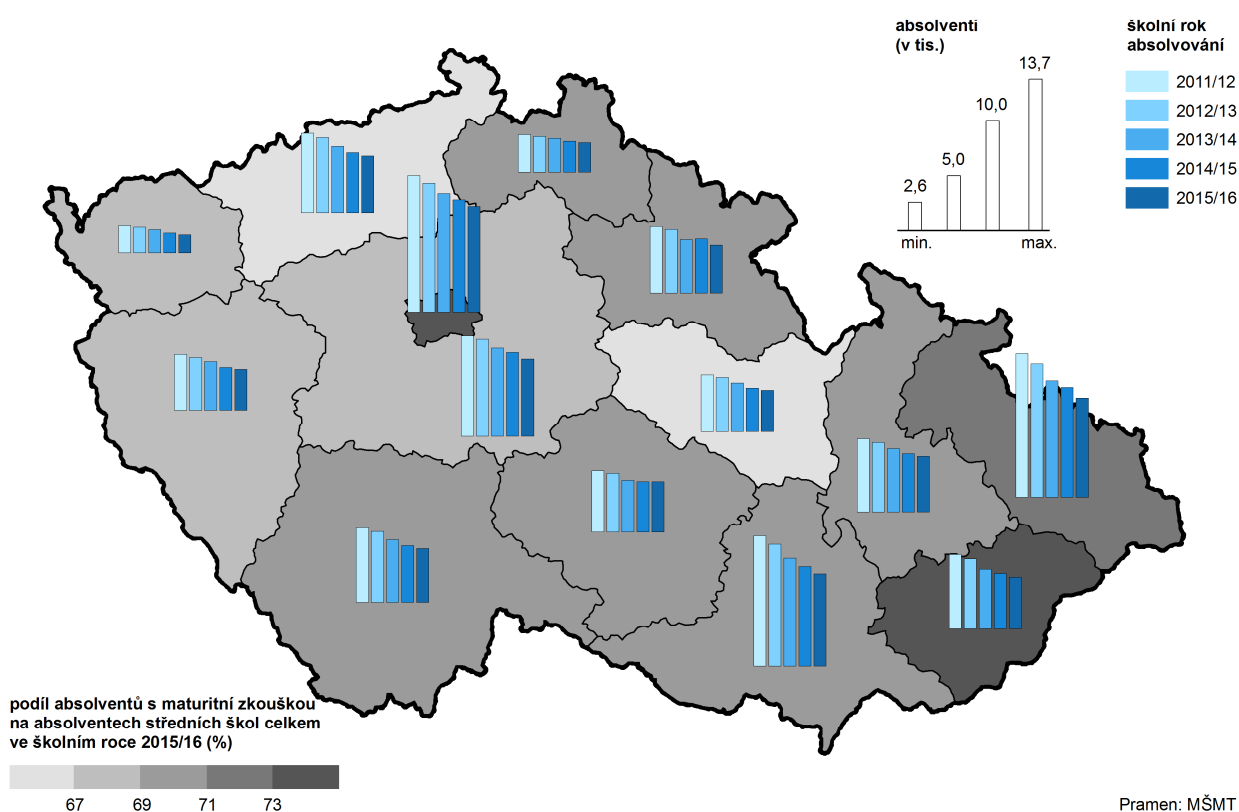 absolventi
(v tis.)
13,7
10,0
5,0
2,6
min.
max.
školní rok
absolvování
2011/12
2012/13
2013/14
2014/15
2015/16
podíl absolventů s maturitní zkouškou
na absolventech středních škol celkem
ve školním roce 2015/16 (%)
67 69 71 73
Pramen: MŠMT